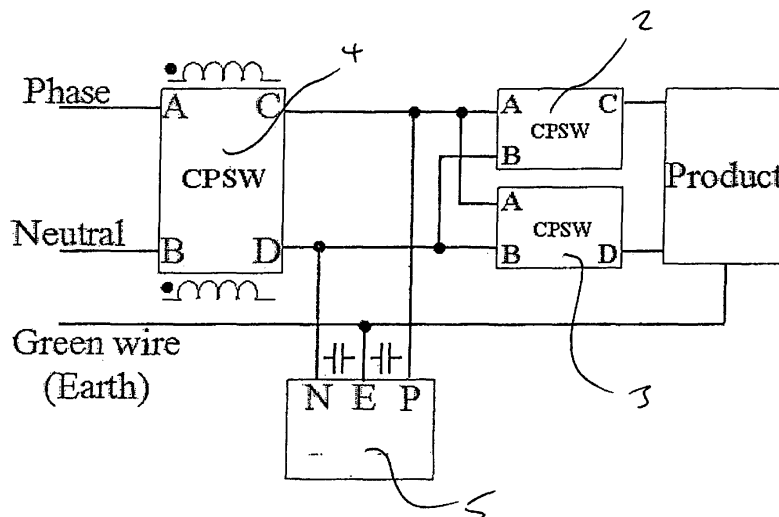 4
2
Phase
A
C
CPSW
Neutral
B
D
A
C
CPSW
B
A
CPSW
B
D
Product
Green wire
(Earth)
N E P
3
5